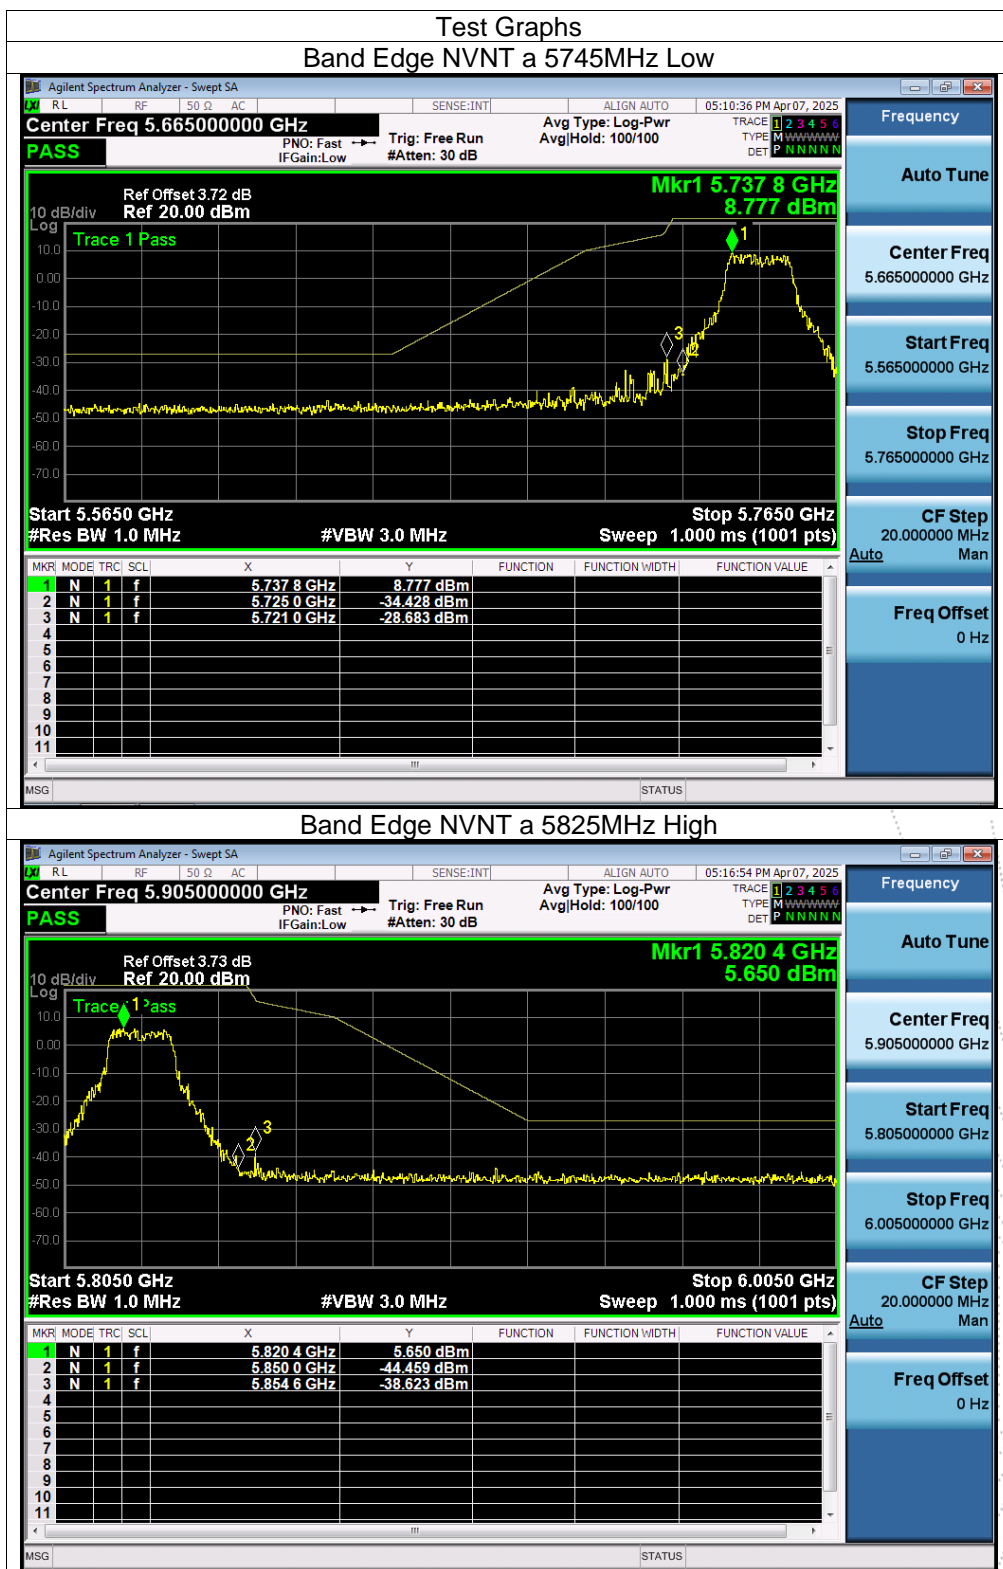 Test Graphs
Band Edge NVNT a 5745MHz Low
Agilent Spectrum Analyzer - Swept SA
LXI RL RF 50 Ω AC SENSE:INT ALIGN AUTO 05:10:36 PM Apr 07, 2025
Center Freq 5.665000000 GHz
PASS
PNO: Fast
IFGain:Low
Trig: Free Run
#Atten: 30 dB
Avg Type: Log-Pwr
Avg|Hold: 100/100
TRACE 1 2 3 4 5 6
TYPE M WWWWW
DET P N N N N N
Frequency
Auto Tune
Center Freq
5.665000000 GHz
Start Freq
5.565000000 GHz
Stop Freq
5.765000000 GHz
CF Step
20.000000 MHz
Auto Man
Freq Offset
0 Hz
Mkr1 5.737 8 GHz
8.777 dBm
Ref Offset 3.72 dB
10 dB/div Ref 20.00 dBm
Log
Trace 1 Pass
10.0
0.00
-10.0
-20.0
-30.0
-40.0
-50.0
-60.0
-70.0
1
3
2
Start 5.5650 GHz Stop 5.7650 GHz
#Res BW 1.0 MHz #VBW 3.0 MHz Sweep 1.000 ms (1001 pts)
MKR MODE TRC SCL X Y FUNCTION FUNCTION WIDTH FUNCTION VALUE
1 N 1 f 5.737 8 GHz 8.777 dBm
2 N 1 f 5.725 0 GHz -34.428 dBm
3 N 1 f 5.721 0 GHz -28.683 dBm
4
5
6
7
8
9
10
11
MSG STATUS
Band Edge NVNT a 5825MHz High
Agilent Spectrum Analyzer - Swept SA
LXI RL RF 50 Ω AC SENSE:INT ALIGN AUTO 05:16:54 PM Apr 07, 2025
Center Freq 5.905000000 GHz
PASS
PNO: Fast
IFGain:Low
Trig: Free Run
#Atten: 30 dB
Avg Type: Log-Pwr
Avg|Hold: 100/100
TRACE 1 2 3 4 5 6
TYPE M WWWWW
DET P N N N N N
Frequency
Auto Tune
Center Freq
5.905000000 GHz
Start Freq
5.805000000 GHz
Stop Freq
6.005000000 GHz
CF Step
20.000000 MHz
Auto Man
Freq Offset
0 Hz
Mkr1 5.820 4 GHz
5.650 dBm
Ref Offset 3.73 dB
10 dB/div Ref 20.00 dBm
Log
Trace 1 Pass
10.0
0.00
-10.0
-20.0
-30.0
-40.0
-50.0
-60.0
-70.0
2
3
Start 5.8050 GHz Stop 6.0050 GHz
#Res BW 1.0 MHz #VBW 3.0 MHz Sweep 1.000 ms (1001 pts)
MKR MODE TRC SCL X Y FUNCTION FUNCTION WIDTH FUNCTION VALUE
1 N 1 f 5.820 4 GHz 5.650 dBm
2 N 1 f 5.850 0 GHz -44.459 dBm
3 N 1 f 5.854 6 GHz -38.623 dBm
4
5
6
7
8
9
10
11
MSG STATUS